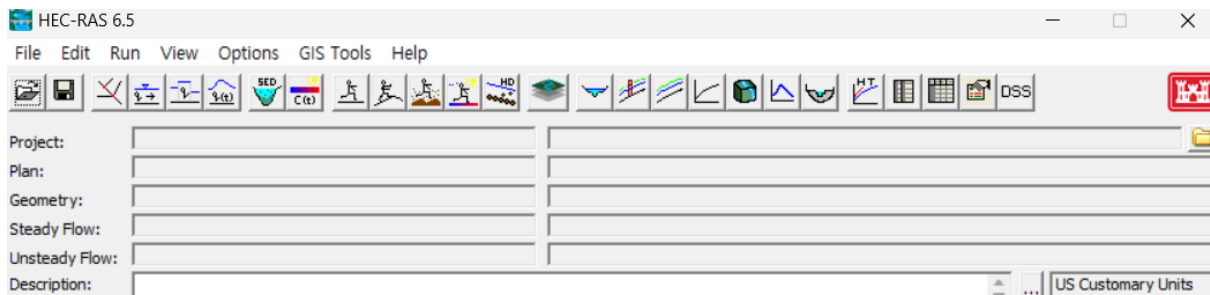 HEC-RAS 6.5
File Edit Run View Options GIS Tools Help
SED C(t) HD H.T. DSS
Project:
Plan:
Geometry:
Steady Flow:
Unsteady Flow:
Description: ... US Customary Units